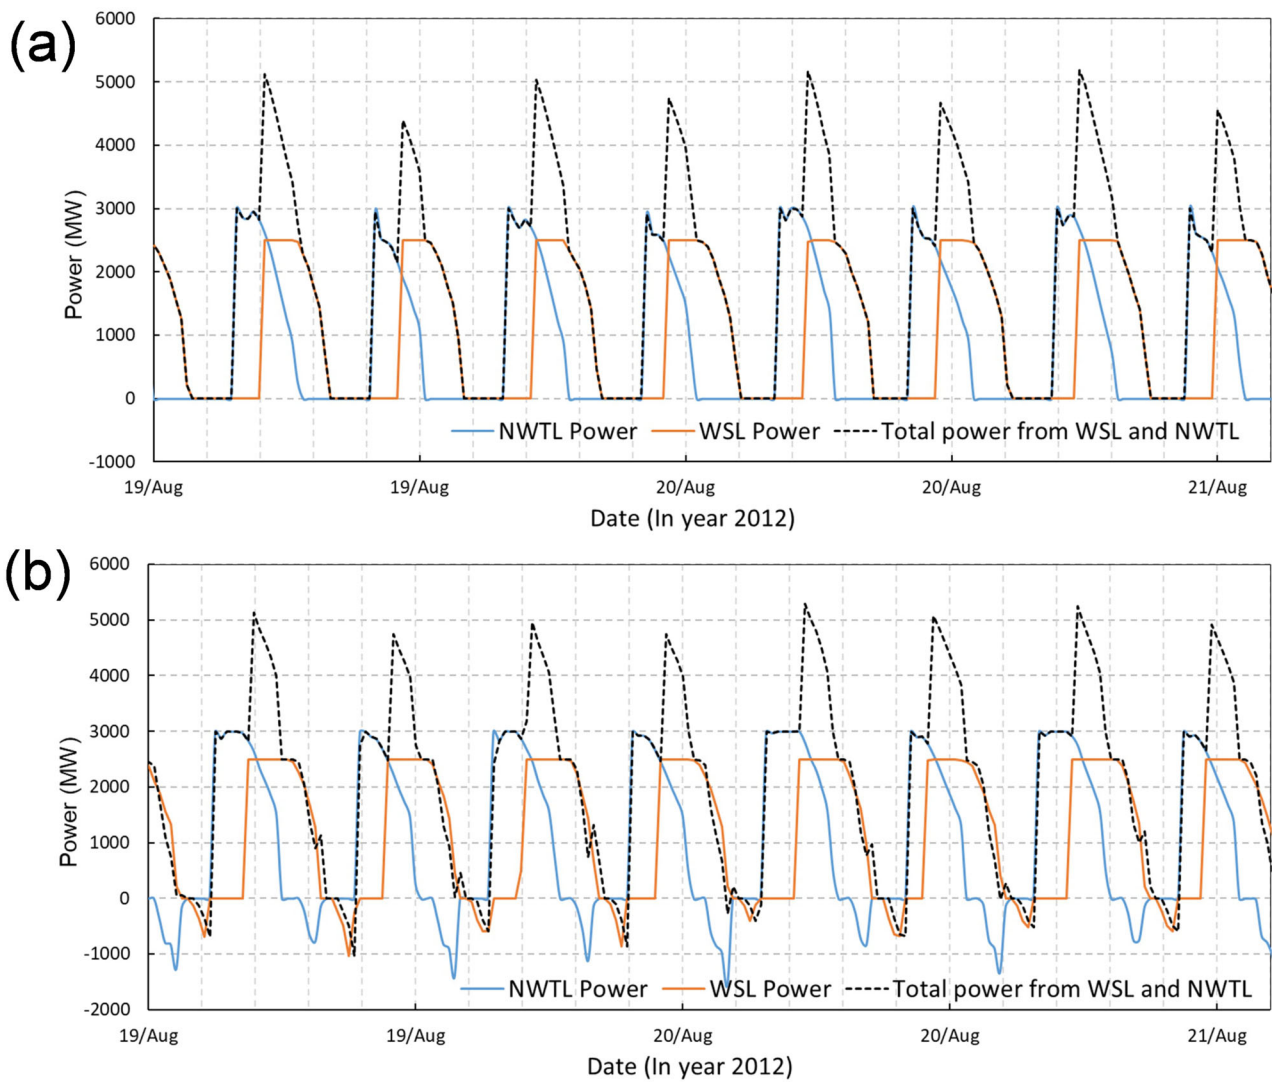 (a)
6000
5000
4000
3000
2000
1000
0
-1000
Power (MW)
NWTL Power WSL Power Total power from WSL and NWTL
19/Aug 19/Aug 20/Aug 20/Aug 21/Aug
Date (In year 2012)
(b)
6000
5000
4000
3000
2000
1000
0
-1000
-2000
Power (MW)
NWTL Power WSL Power Total power from WSL and NWTL
19/Aug 19/Aug 20/Aug 20/Aug 21/Aug
Date (In year 2012)